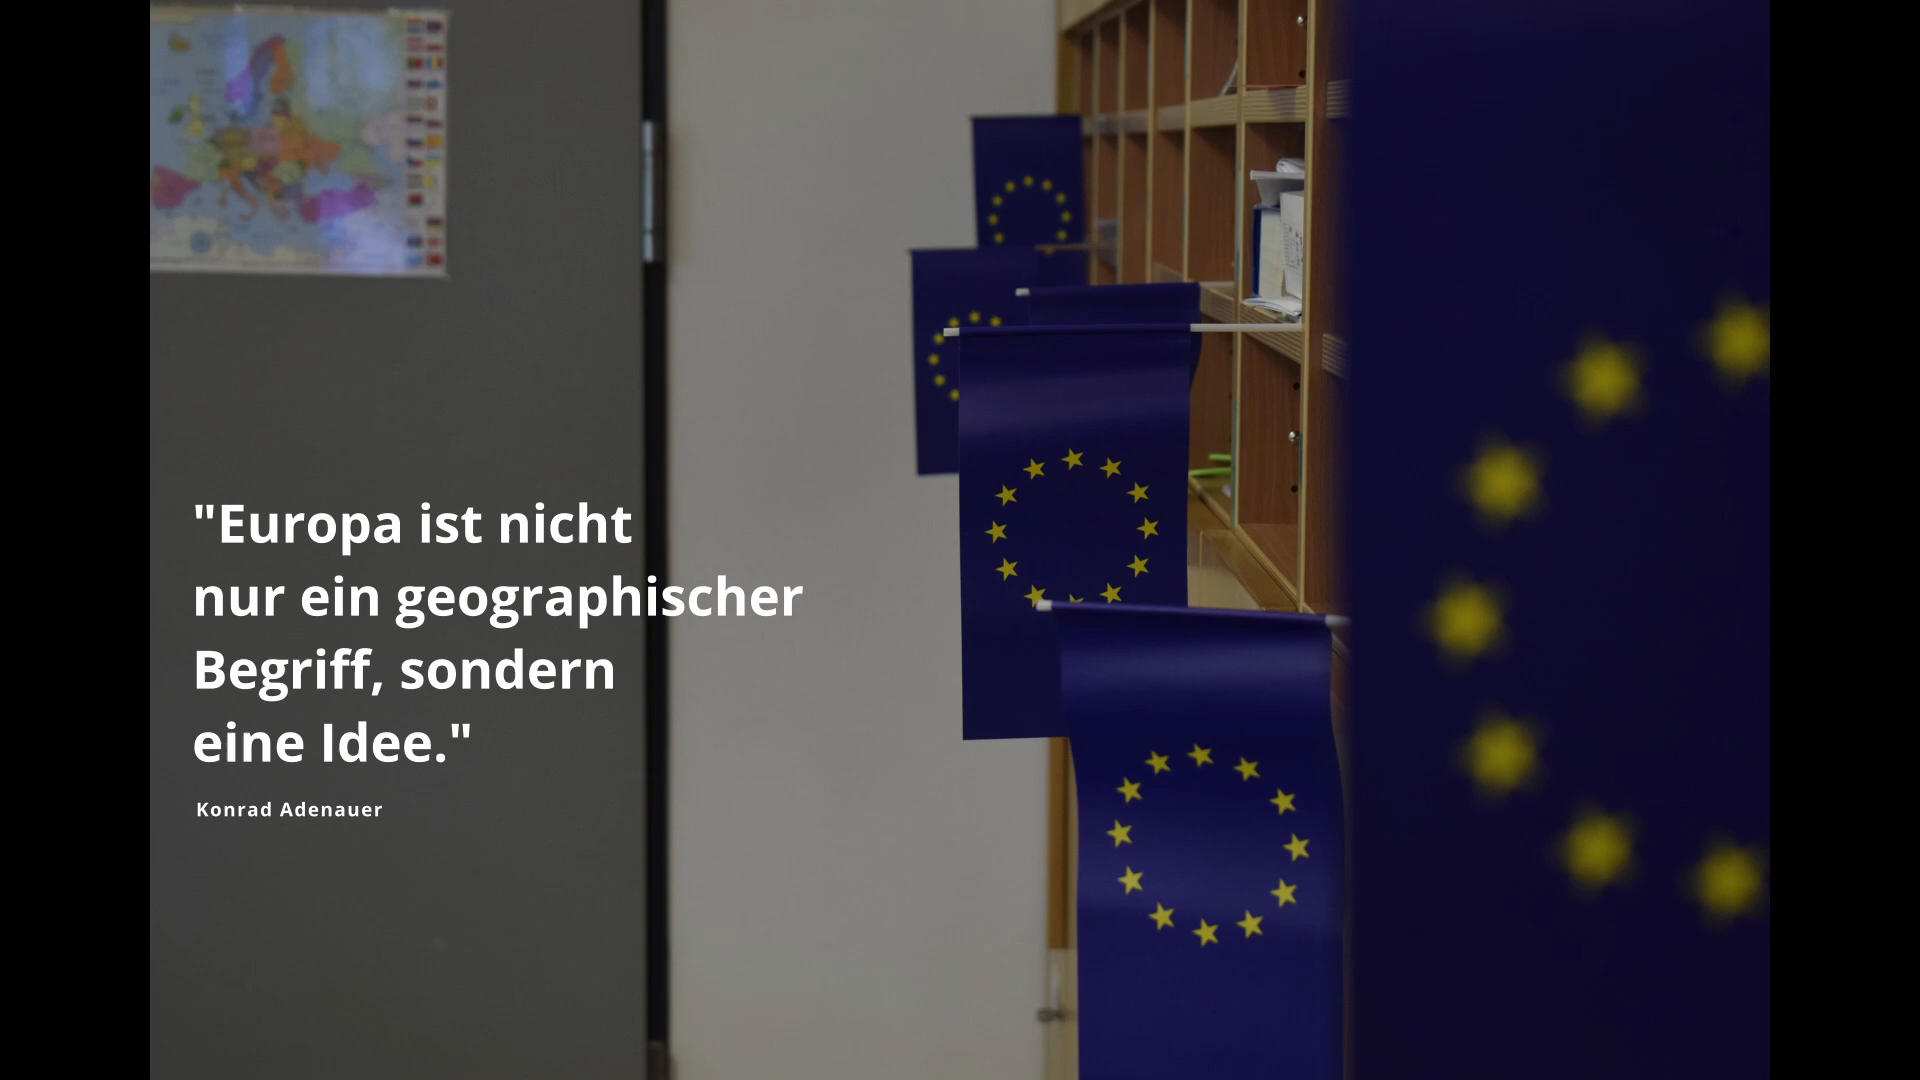 "Europa ist nicht
nur ein geographischer
Begriff, sondern
eine Idee."
Konrad Adenauer